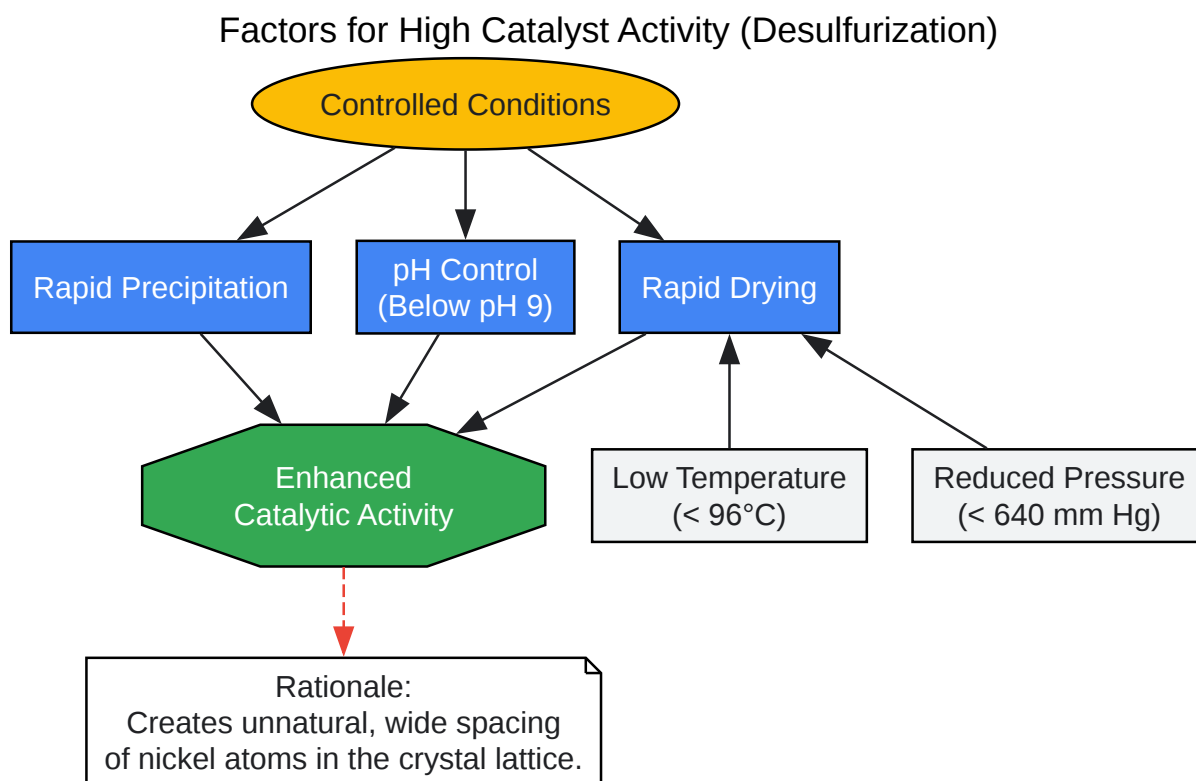 Factors for High Catalyst Activity (Desulfurization)
Controlled Conditions
Rapid Precipitation
pH Control
(Below pH 9)
Rapid Drying
Enhanced
Catalytic Activity
Low Temperature
(< 96°C)
Reduced Pressure
(< 640 mm Hg)
Rationale:
Creates unnatural, wide spacing
of nickel atoms in the crystal lattice.